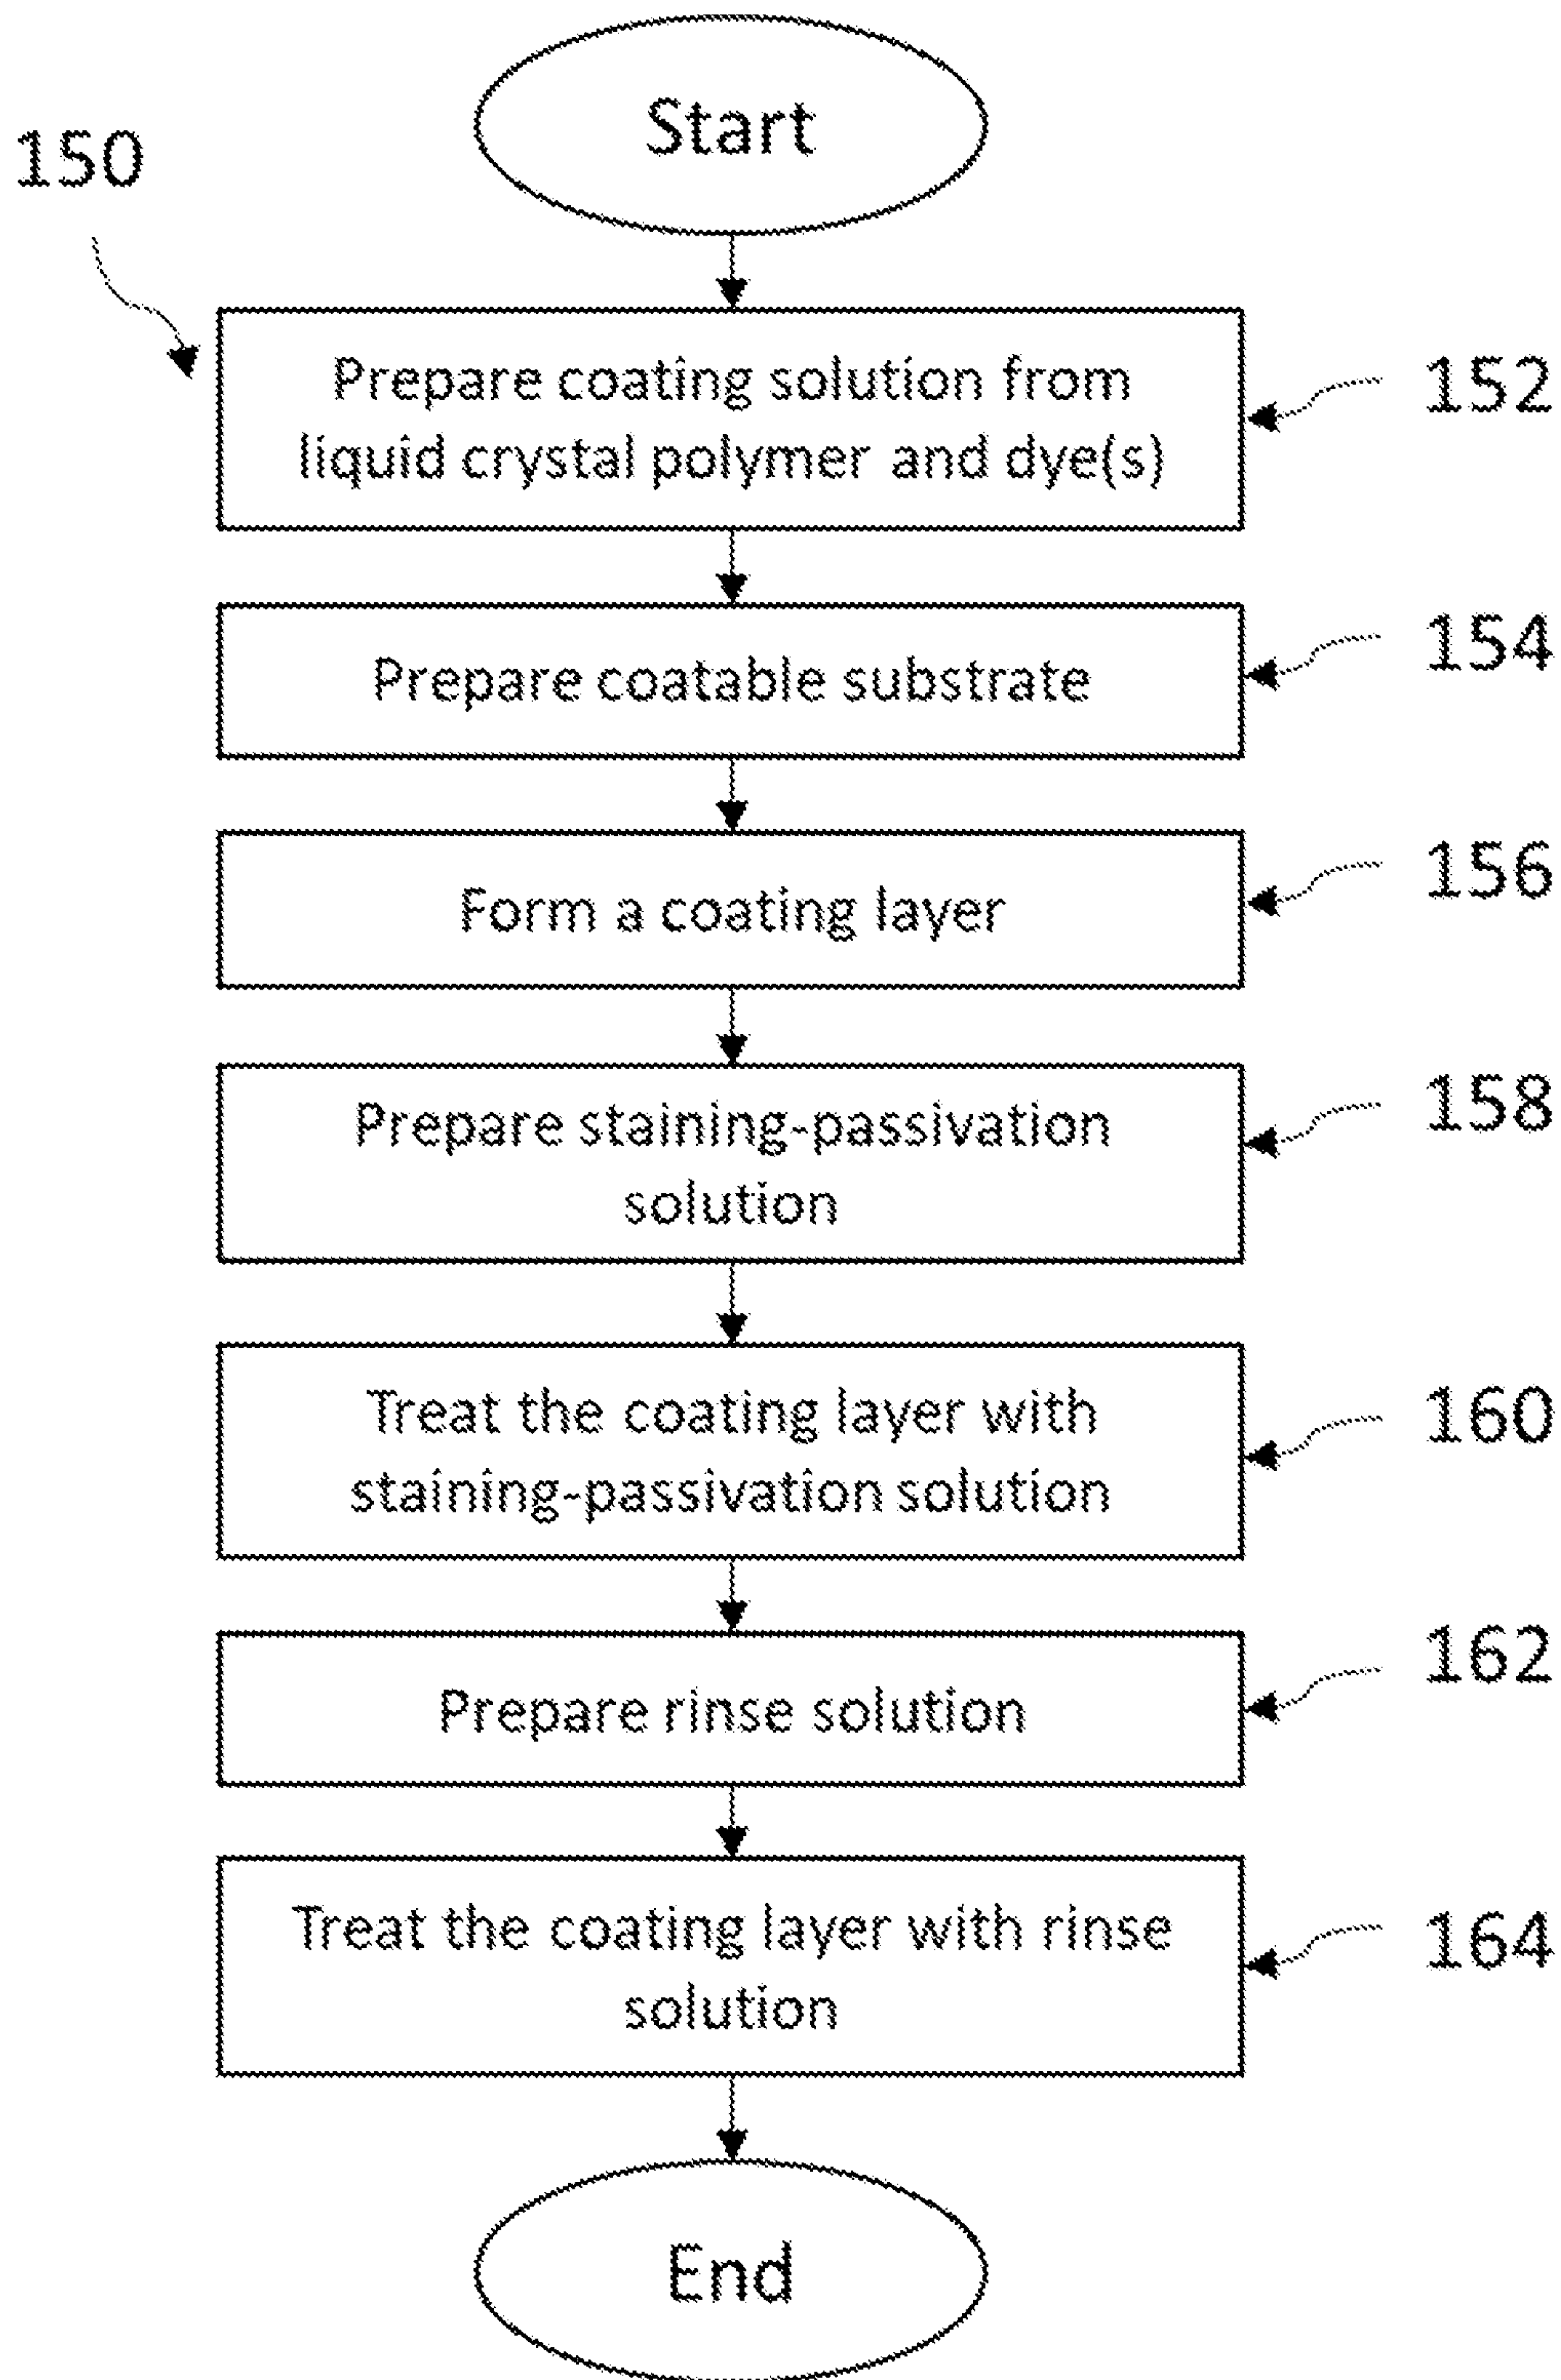 Start
150
Prepare coating solution from
liquid crystal polymer and dye(s)
152
Prepare coatable substrate
154
Form a coating layer
156
Prepare staining-passivation
solution
158
Treat the coating layer with
staining-passivation solution
160
Prepare rinse solution
162
Treat the coating layer with rinse
solution
164
End